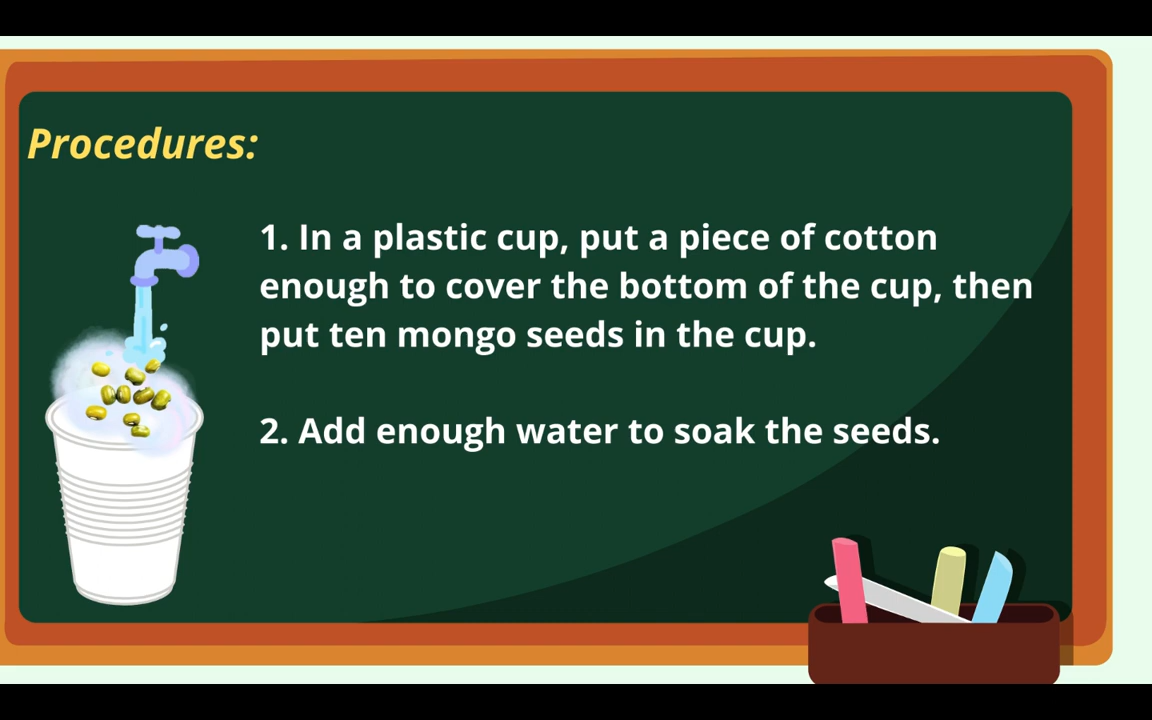 Procedures:
1. In a plastic cup, put a piece of cotton
enough to cover the bottom of the cup, then
put ten mongo seeds in the cup.
2. Add enough water to soak the seeds.